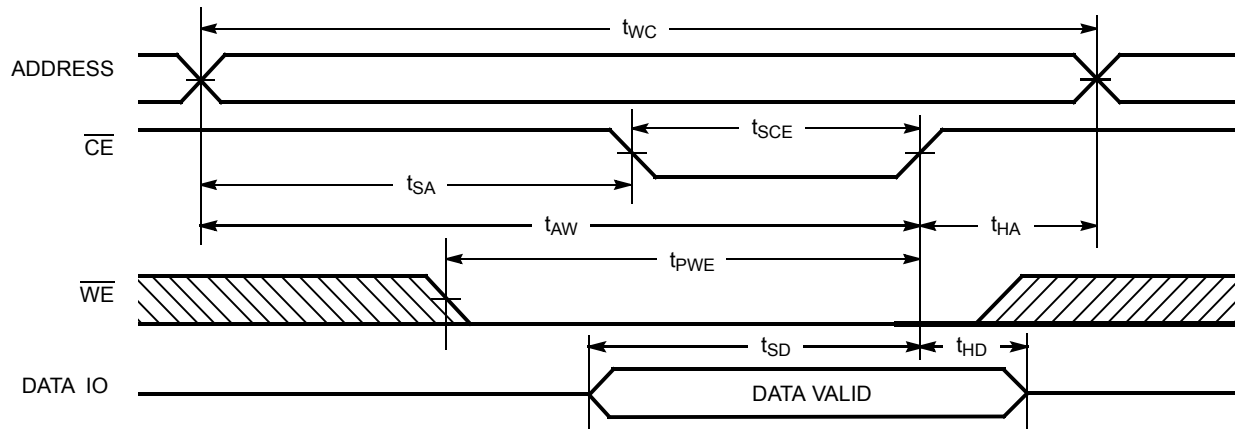 tWC
ADDRESS
CE
tSCE
tSA
tAW
tHA
tPWE
WE
tSD
tHD
DATA IO
DATA VALID